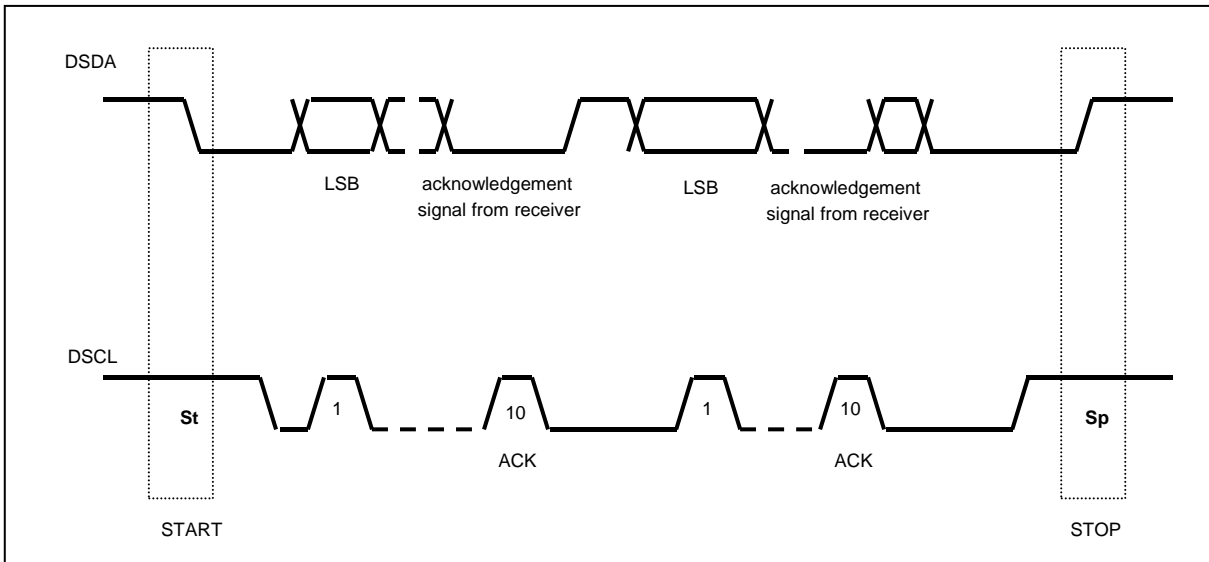 DSDA
LSB
acknowledgement
signal from receiver
LSB
acknowledgement
signal from receiver
DSCL
St
1
10
1
10
Sp
ACK
ACK
START
STOP